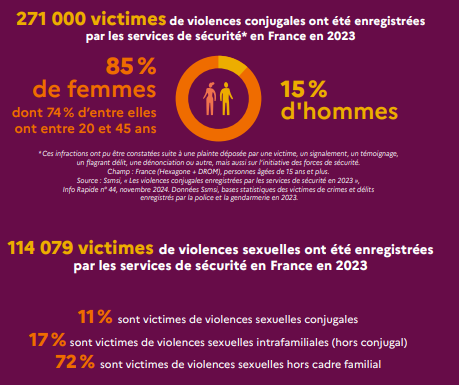 271 000 victimes de violences conjugales ont été enregistrées
par les services de sécurité* en France en 2023
85 %
de femmes
dont 74 % d'entre elles
ont entre 20 et 45 ans
15 %
d'hommes
*Ces infractions ont pu être constatées suite à une plainte déposée par une victime, un signalement, un témoignage,
un flagrant délit, une dénonciation ou autre, mais aussi sur l'initiative des forces de sécurité.
Champ : France (Hexagone + DROM), personnes âgées de 15 ans et plus.
Source : Ssmsi, « Les violences conjugales enregistrées par les services de sécurité en 2023 »,
Info Rapide n° 44, novembre 2024. Données Ssmsi, bases statistiques des victimes de crimes et délits
enregistrés par la police et la gendarmerie en 2023.
114 079 victimes de violences sexuelles ont été enregistrées
par les services de sécurité en France en 2023
11 % sont victimes de violences sexuelles conjugales
17 % sont victimes de violences sexuelles intrafamiliales (hors conjugal)
72 % sont victimes de violences sexuelles hors cadre familial